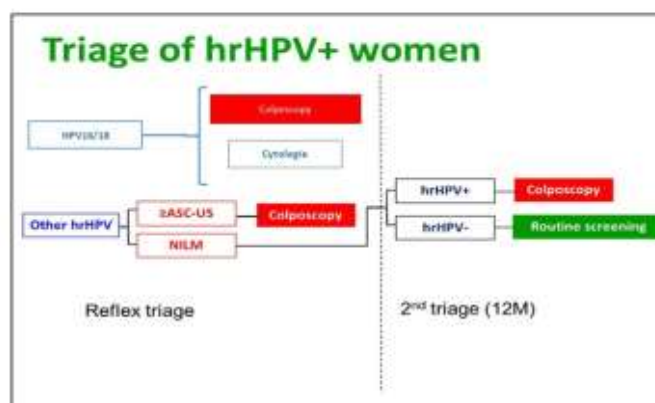 Triage of hrHPV+ women
HPV16/18
Colposcopy
Cytologia
Other hrHPV
≥ASC-US
Colposcopy
NILM
hrHPV+
Colposcopy
hrHPV-
Routine screening
Reflex triage
2nd triage (12M)